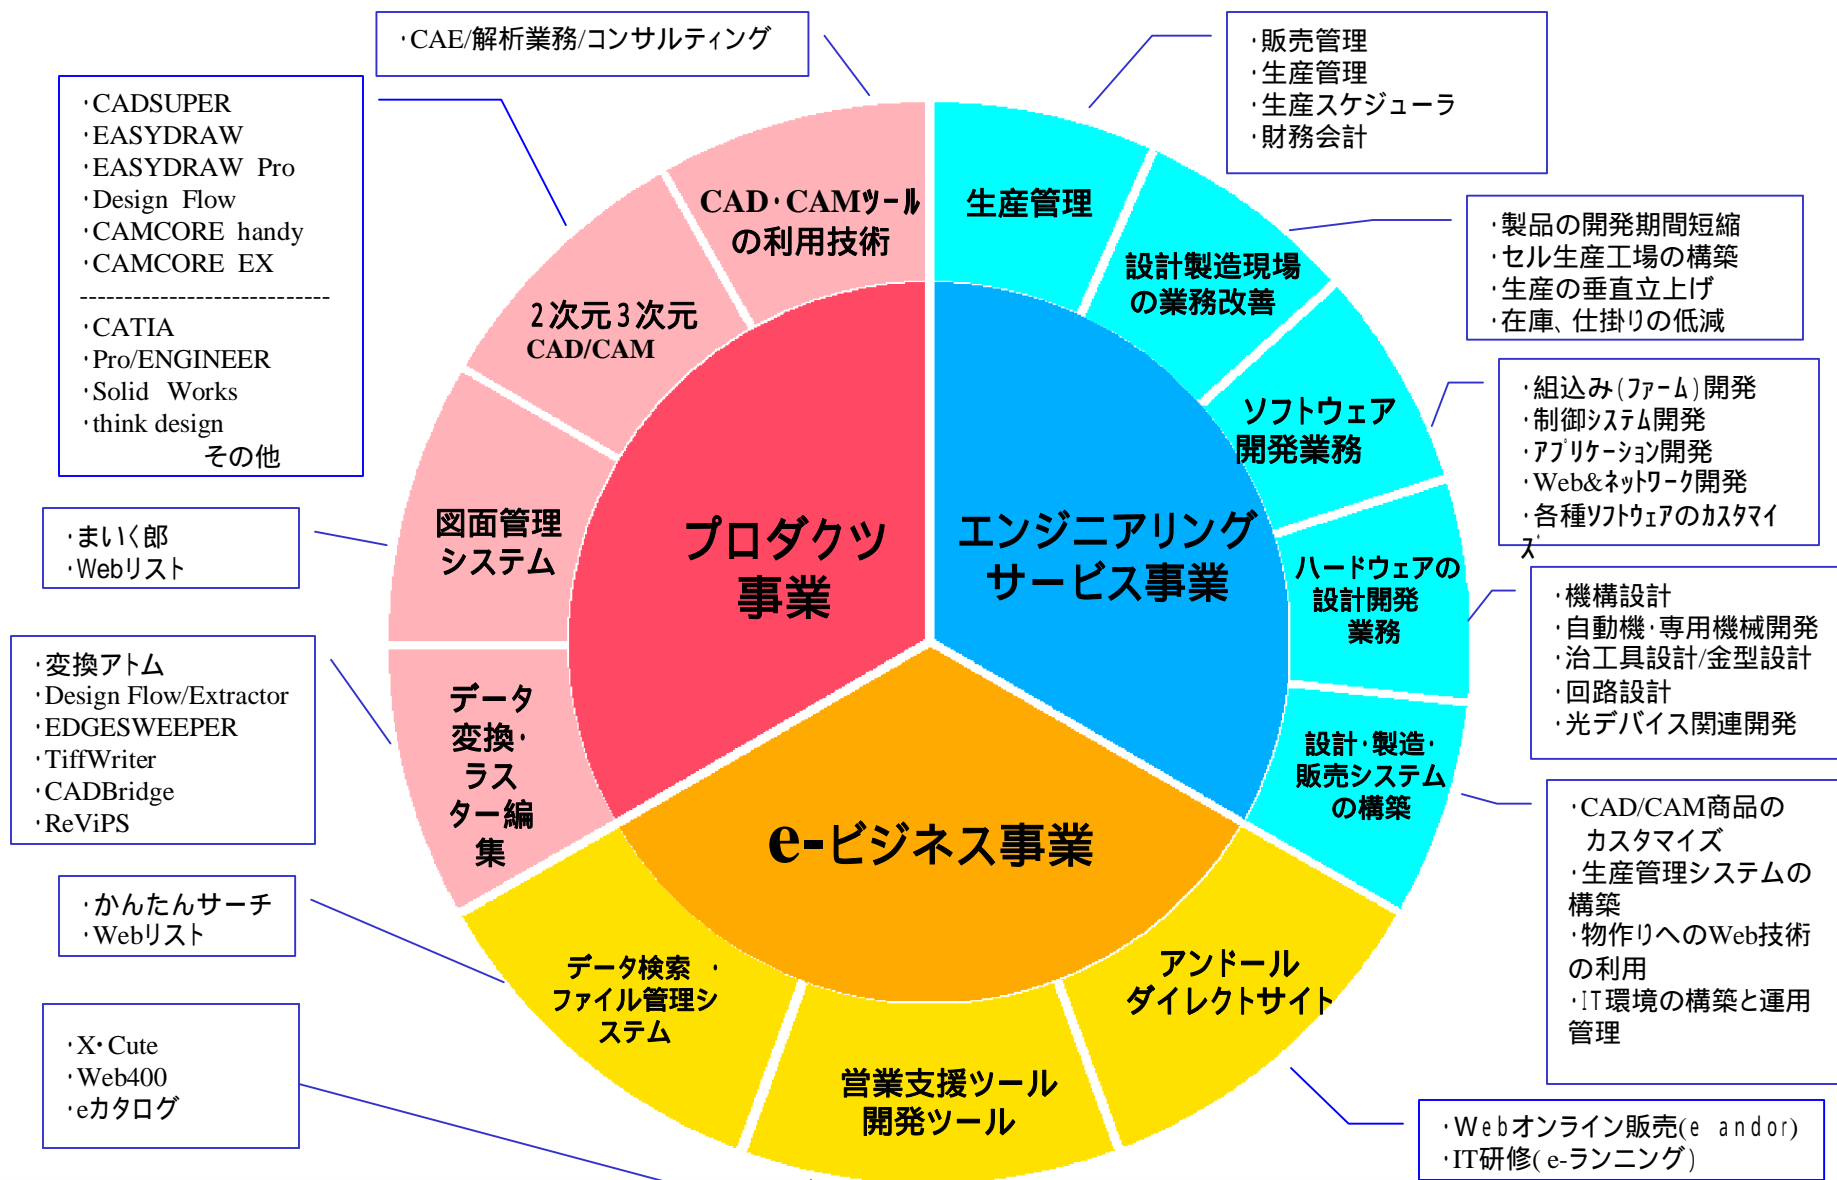 ・CAE/解析業務/コンサルティング
・CADSUPER
・EASYDRAW
・EASYDRAW Pro
・Design Flow
・CAMCORE handy
・CAMCORE EX
----------------------------
・CATIA
・Pro/ENGINEER
・Solid Works
・think design
その他
・まいく郎
・Webリスト
・変換アトム
・Design Flow/Extractor
・EDGESWEEPER
・TiffWriter
・CADBridge
・ReViPS
・かんたんサーチ
・Webリスト
・X・Cute
・Web400
・eカタログ
CAD・CAMツール
の利用技術
2次元3次元
CAD/CAM
図面管理
システム
データ
変換・
ラス
ター編
集
プロダクツ
事業
エンジニアリング
サービス事業
e-ビジネス事業
生産管理
設計製造現場
の業務改善
ソフトウェア
開発業務
ハードウェアの
設計開発
業務
設計・製造・
販売システム
の構築
データ検索・
ファイル管理シ
ステム
営業支援ツール
開発ツール
アンドール
ダイレクトサイト
・販売管理
・生産管理
・生産スケジューラ
・財務会計
・製品の開発期間短縮
・セル生産工場の構築
・生産の垂直立上げ
・在庫、仕掛りの低減
・組込み(ファーム)開発
・制御システム開発
・アプリケーション開発
・Web&ネットワーク開発
・各種ソフトウェアのカスタマイ
ズ
・機構設計
・自動機・専用機械開発
・治工具設計/金型設計
・回路設計
・光デバイス関連開発
・CAD/CAM商品の
カスタマイズ
・生産管理システムの
構築
・物作りへのWeb技術
の利用
・IT環境の構築と運用
管理
・Webオンライン販売(e andor)
・IT研修(e-ランニング)